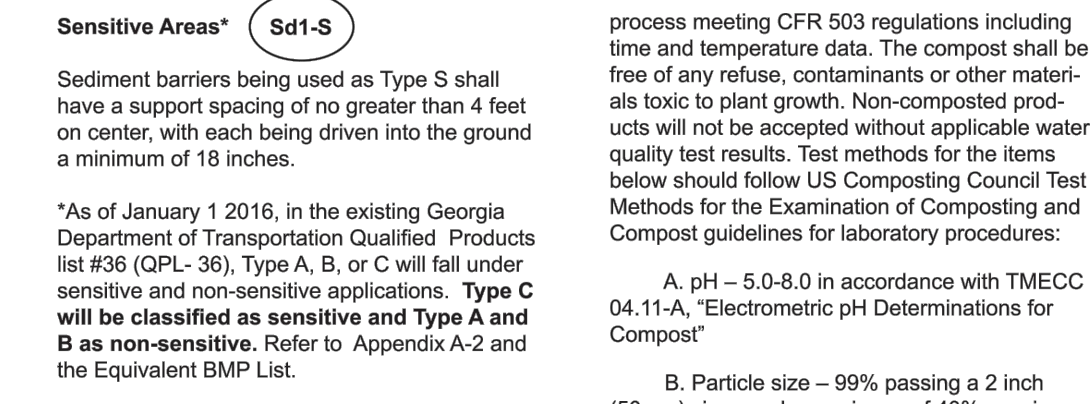 Sensitive Areas* Sd1-S
Sediment barriers being used as Type S shall
have a support spacing of no greater than 4 feet
on center, with each being driven into the ground
a minimum of 18 inches.
*As of January 1 2016, in the existing Georgia
Department of Transportation Qualified Products
list #36 (QPL- 36), Type A, B, or C will fall under
sensitive and non-sensitive applications. Type C
will be classified as sensitive and Type A and
B as non-sensitive. Refer to Appendix A-2 and
the Equivalent BMP List.
process meeting CFR 503 regulations including
time and temperature data. The compost shall be
free of any refuse, contaminants or other materi-
als toxic to plant growth. Non-composted prod-
ucts will not be accepted without applicable water
quality test results. Test methods for the items
below should follow US Composting Council Test
Methods for the Examination of Composting and
Compost guidelines for laboratory procedures:
A. pH – 5.0-8.0 in accordance with TMECC
04.11-A, “Electrometric pH Determinations for
Compost”
B. Particle size – 99% passing a 2 inch